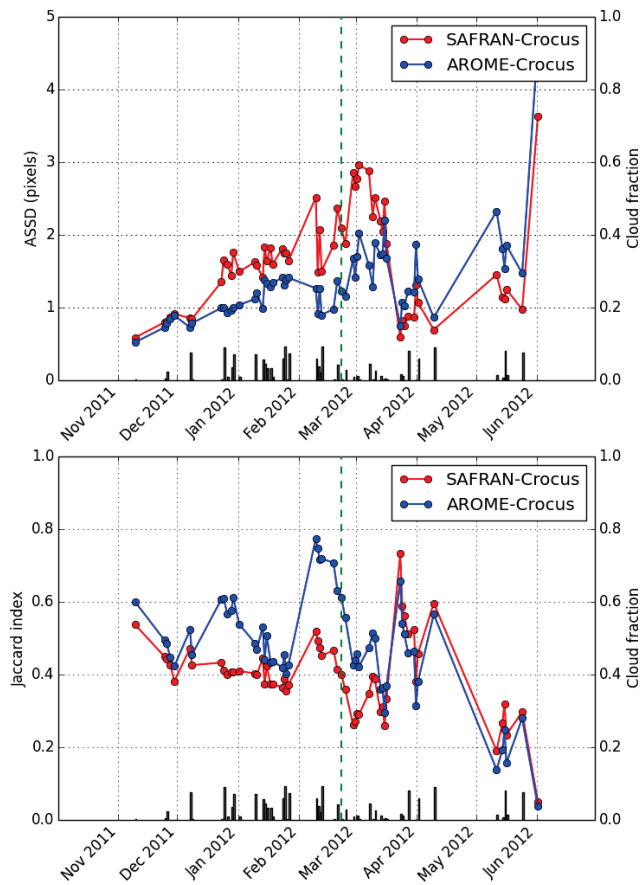 5
4
3
2
1
0
ASSD (pixels)
SAFRAN-Crocus
AROME-Crocus
1.0
0.8
0.6
0.4
0.2
0.0
Cloud fraction
Nov 2011
Dec 2011
Jan 2012
Feb 2012
Mar 2012
Apr 2012
May 2012
Jun 2012
1.0
0.8
0.6
0.4
0.2
0.0
Jaccard index
SAFRAN-Crocus
AROME-Crocus
1.0
0.8
0.6
0.4
0.2
0.0
Cloud fraction
Nov 2011
Dec 2011
Jan 2012
Feb 2012
Mar 2012
Apr 2012
May 2012
Jun 2012